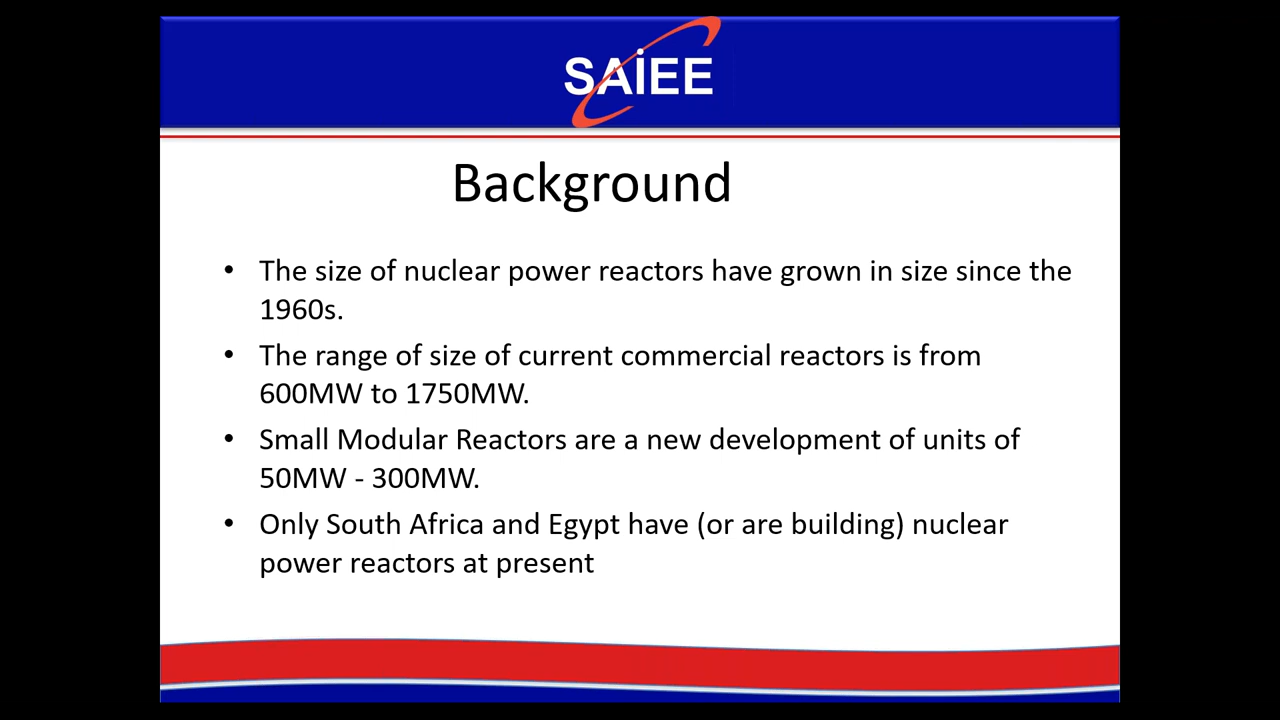 SAIEE
Background
• The size of nuclear power reactors have grown in size since the
1960s.
• The range of size of current commercial reactors is from
600MW to 1750MW.
• Small Modular Reactors are a new development of units of
50MW - 300MW.
• Only South Africa and Egypt have (or are building) nuclear
power reactors at present